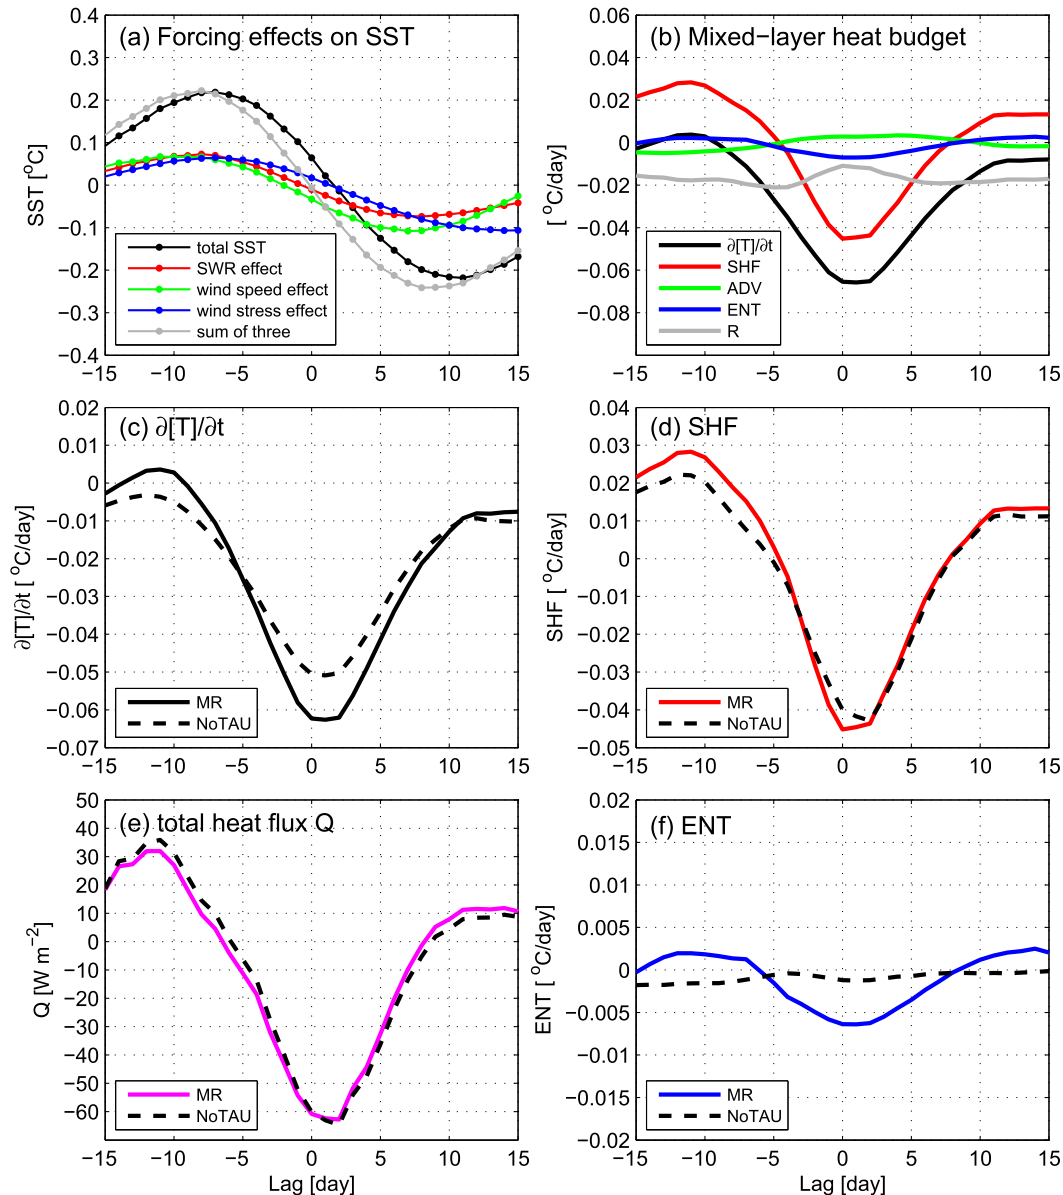 0.4
0.3
0.2
0.1
0
−0.1
−0.2
−0.3
−0.4
SST [°C]
(a) Forcing effects on SST
total SST
SWR effect
wind speed effect
wind stress effect
sum of three
−15 −10 −5 0 5 10 15
0.06
0.04
0.02
0
−0.02
−0.04
−0.06
−0.08
[ °C/day]
(b) Mixed−layer heat budget
∂[T]/∂t
SHF
ADV
ENT
R
−15 −10 −5 0 5 10 15
0.02
0.01
0
−0.01
−0.02
−0.03
−0.04
−0.05
−0.06
−0.07
∂[T]/∂t [ °C/day]
(c) ∂[T]/∂t
MR
NoTAU
−15 −10 −5 0 5 10 15
0.04
0.03
0.02
0.01
0
−0.01
−0.02
−0.03
−0.04
−0.05
SHF [ °C/day]
(d) SHF
MR
NoTAU
−15 −10 −5 0 5 10 15
50
40
30
20
10
0
−10
−20
−30
−40
−50
−60
Q [W m−2]
(e) total heat flux Q
MR
NoTAU
−15 −10 −5 0 5 10 15
Lag [day]
0.02
0.015
0.01
0.005
0
−0.005
−0.01
−0.015
−0.02
ENT [ °C/day]
(f) ENT
MR
NoTAU
−15 −10 −5 0 5 10 15
Lag [day]